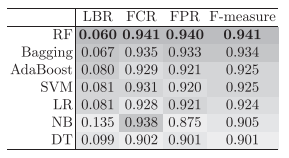 LBR FCR FPR F-measure
RF 0.060 0.941 0.940 0.941
Bagging 0.067 0.935 0.933 0.934
AdaBoost 0.080 0.929 0.921 0.925
SVM 0.081 0.931 0.920 0.925
LR 0.081 0.928 0.921 0.924
NB 0.135 0.938 0.875 0.905
DT 0.099 0.902 0.901 0.901